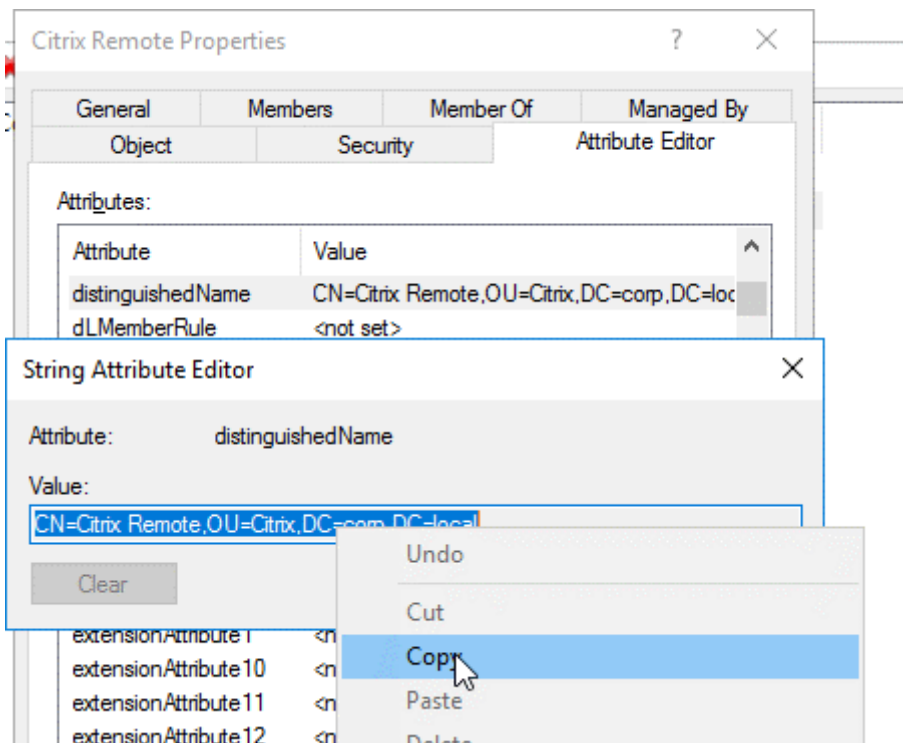 Citrix Remote Properties ?
General Members Member Of Managed By
Object Security Attribute Editor
Attributes:
Attribute Value
distinguishedName CN=Citrix Remote,OU=Citrix,DC=corp,DC=loc
dLMemberRule <not set>
String Attribute Editor
Attribute: distinguishedName
Value:
CN=Citrix Remote,OU=Citrix,DC=corp,DC=local
Undo
Clear
Cut
extensionAttribute1 <n
Copy
extensionAttribute10 <n
extensionAttribute11 <n
Paste
extensionAttribute12 <n
Delete